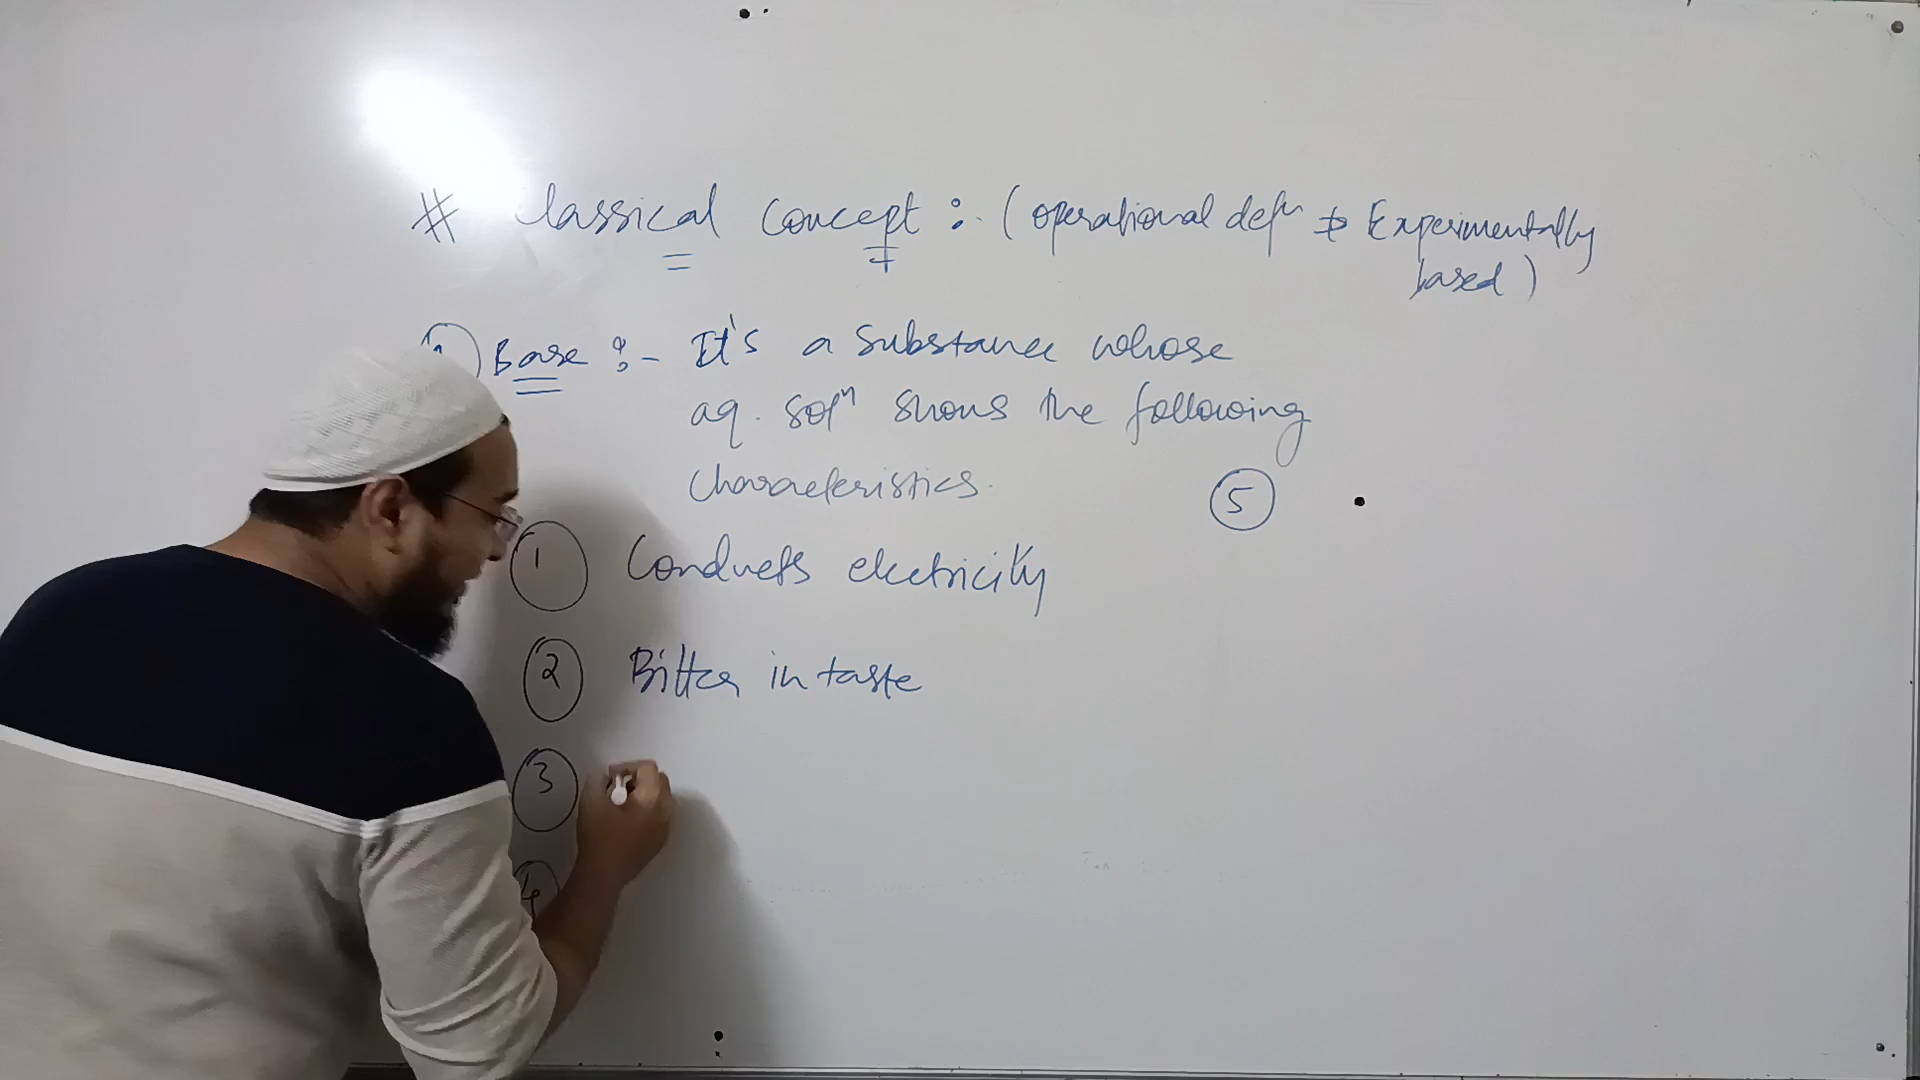 # Classical Concept :- (operational defn & Experimentally
based)
Base :- It's a substance whose
aq. soln shows the following
Characteristics.
5
1 Conducts electricity
2 Bitter in taste
3
4